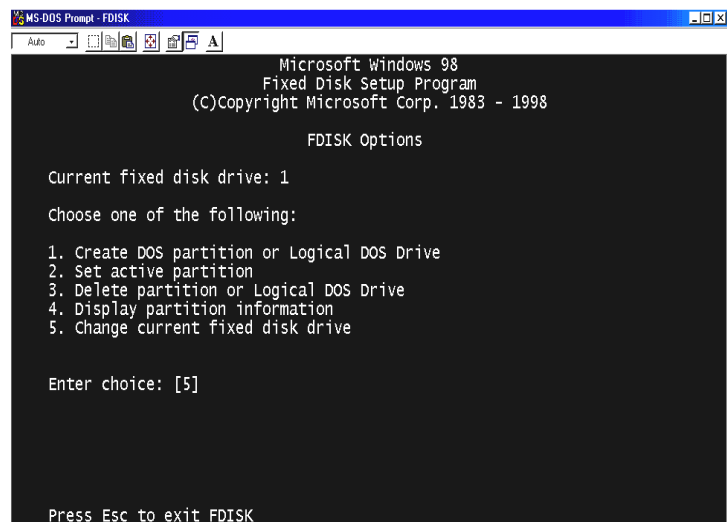 MS-DOS Prompt - FDISK
Auto
A
Microsoft Windows 98
Fixed Disk Setup Program
(C)Copyright Microsoft Corp. 1983 - 1998
FDISK Options
Current fixed disk drive: 1
Choose one of the following:
1. Create DOS partition or Logical DOS Drive
2. Set active partition
3. Delete partition or Logical DOS Drive
4. Display partition information
5. Change current fixed disk drive
Enter choice: [5]
Press Esc to exit FDISK